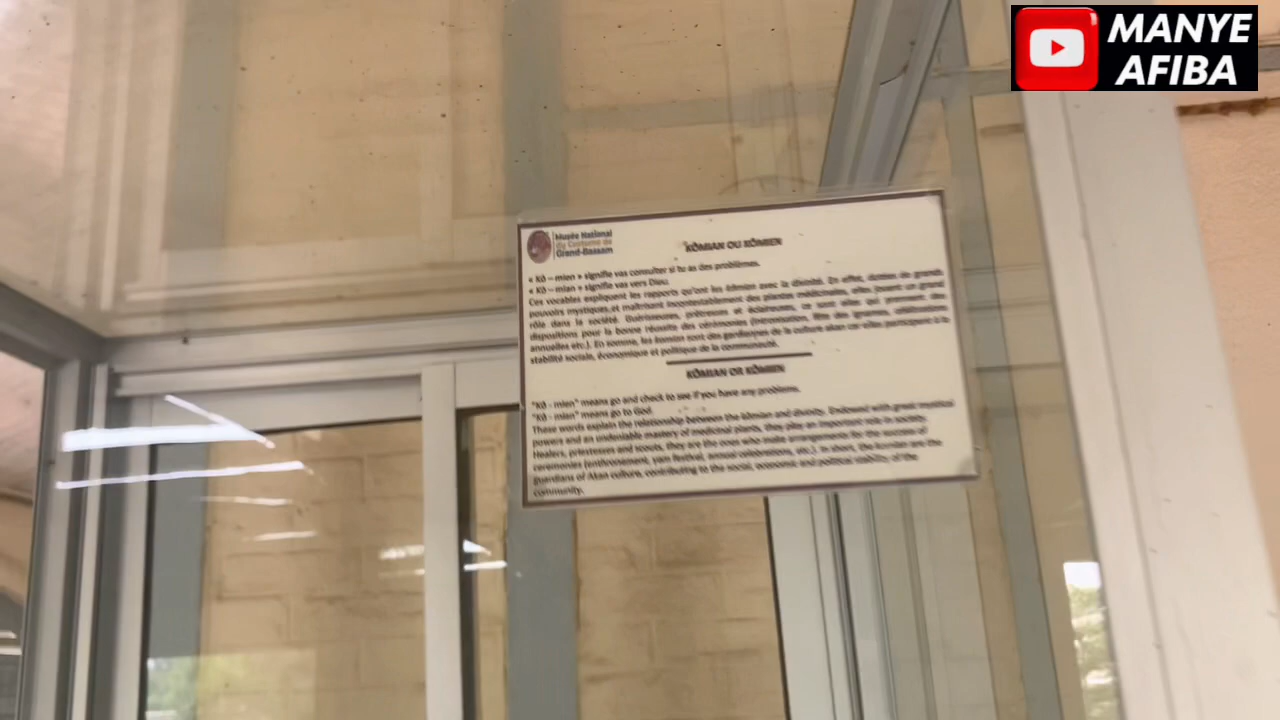 MANYE
AFIBA
Musée National
du Costume de
Grand-Bassam
KÔMIAN OU KÔMIEN
« Kô – mien » signifie vas consulter si tu as des problèmes.
« Kô – mian » signifie vas vers Dieu.
Ces vocables expliquent les rapports qu'ont les kômian avec la divinité. En effet, dotées de grands
pouvoirs mystiques et maîtrisant incontestablement des plantes médicinales, elles jouent un grand
rôle dans la société. Guérisseuses, prêtresses et éclaireuses, ce sont elles qui prennent des
dispositions pour la bonne réussite des cérémonies (intronisation, fête des ignames, célébrations
annuelles etc.). En somme, les komian sont des gardiennes de la culture akan car elles participent à la
stabilité sociale, économique et politique de la communauté.
KÔMIAN OR KÔMIEN
"Kô - mien" means go and check to see if you have any problems.
"Kô - mian" means go to God.
These words explain the relationship between the kômian and divinity. Endowed with great mystical
powers and an undeniable mastery of medicinal plants, they play an important role in society.
Healers, priestesses and scouts, they are the ones who make arrangements for the success of
ceremonies (enthronement, yam festival, annual celebrations, etc.). In short, the komian are the
guardians of Akan culture, contributing to the social, economic and political stability of the
community.